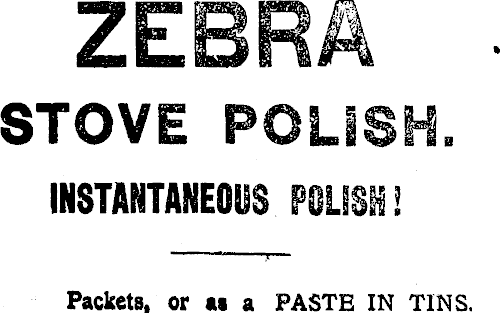 ZEBRA
STOVE POLISH.
INSTANTANEOUS POLISH!
Packets, or as a PASTE IN TINS.